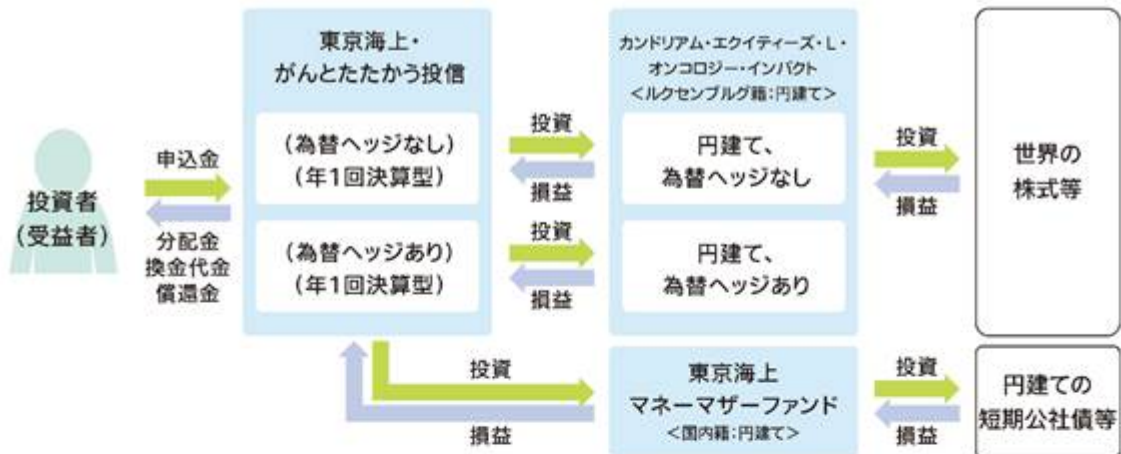 投資者
(受益者)
申込金
分配金
換金代金
償還金
東京海上・
がんとたたかう投信
(為替ヘッジなし)
(年1回決算型)
(為替ヘッジあり)
(年1回決算型)
投資
損益
投資
損益
カンドリアム・エクイティーズ・L・
オンコロジー・インパクト
<ルクセンブルグ籍:円建て>
円建て、
為替ヘッジなし
円建て、
為替ヘッジあり
投資
損益
世界の
株式等
投資
損益
東京海上
マネーマザーファンド
<国内籍:円建て>
投資
損益
円建ての
短期公社債等